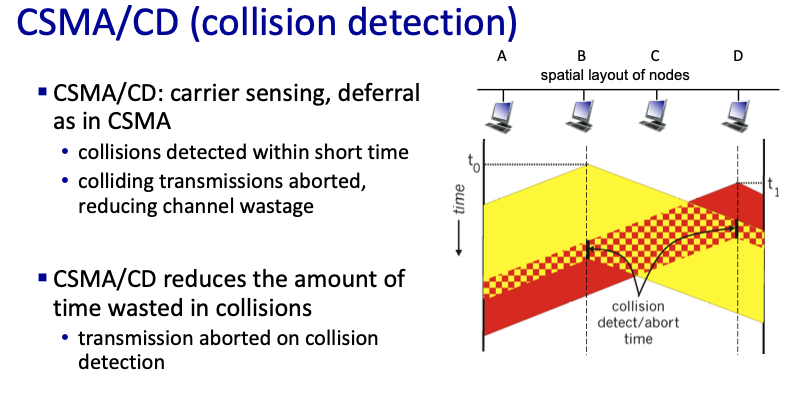 CSMA/CD (collision detection)
▪ CSMA/CD: carrier sensing, deferral
as in CSMA
• collisions detected within short time
• colliding transmissions aborted,
reducing channel wastage
▪ CSMA/CD reduces the amount of
time wasted in collisions
• transmission aborted on collision
detection
A B C D
spatial layout of nodes
t0
t1
time
collision
detect/abort
time